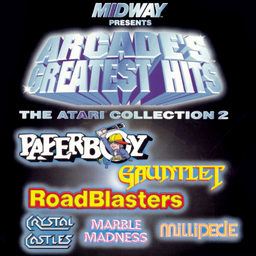 MIDWAY
PRESENTS
ARCADE'S
GREATEST HITS
THE ATARI COLLECTION 2
PAPERBOY
GAUNTLET
RoadBlasters
CRYSTAL
CASTLES
MARBLE
MADNESS
millipede